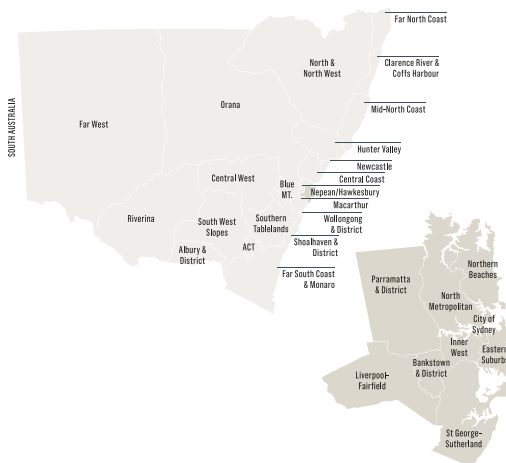 Far North Coast
North &
North West
Clarence River &
Coffs Harbour
Orana
Mid-North Coast
SOUTH AUSTRALIA
Far West
Hunter Valley
Newcastle
Central West
Central Coast
Blue
MT.
Nepean/Hawkesbury
Macarthur
Riverina
South West
Slopes
Southern
Tablelands
Wollongong
& District
Albury &
District
ACT
Shoalhaven &
District
Far South Coast
& Monaro
Parramatta
& District
Northern
Beaches
North
Metropolitan
City of
Sydney
Inner
West
Eastern
Suburbs
Liverpool–
Fairfield
Bankstown
& District
St George–
Sutherland